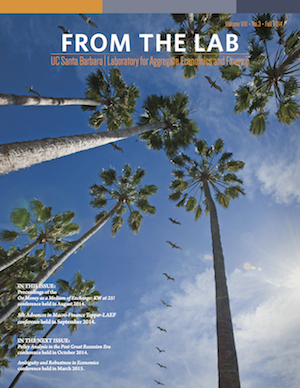 Volume VIII • No.3 • Fall 2014
FROM THE LAB
UC Santa Barbara | Laboratory for Aggregate Economics and Finance
IN THIS ISSUE:
Proceedings of the
On Money as a Medium of Exchange: KW at 25!
conference held in August 2014.
5th Advances in Macro-Finance Tepper-LAEF
conference held in September 2014.
IN THE NEXT ISSUE:
Policy Analysis in the Post Great Recession Era
conference held in October 2014.
Ambiguity and Robustness in Economics
conference held in March 2015.